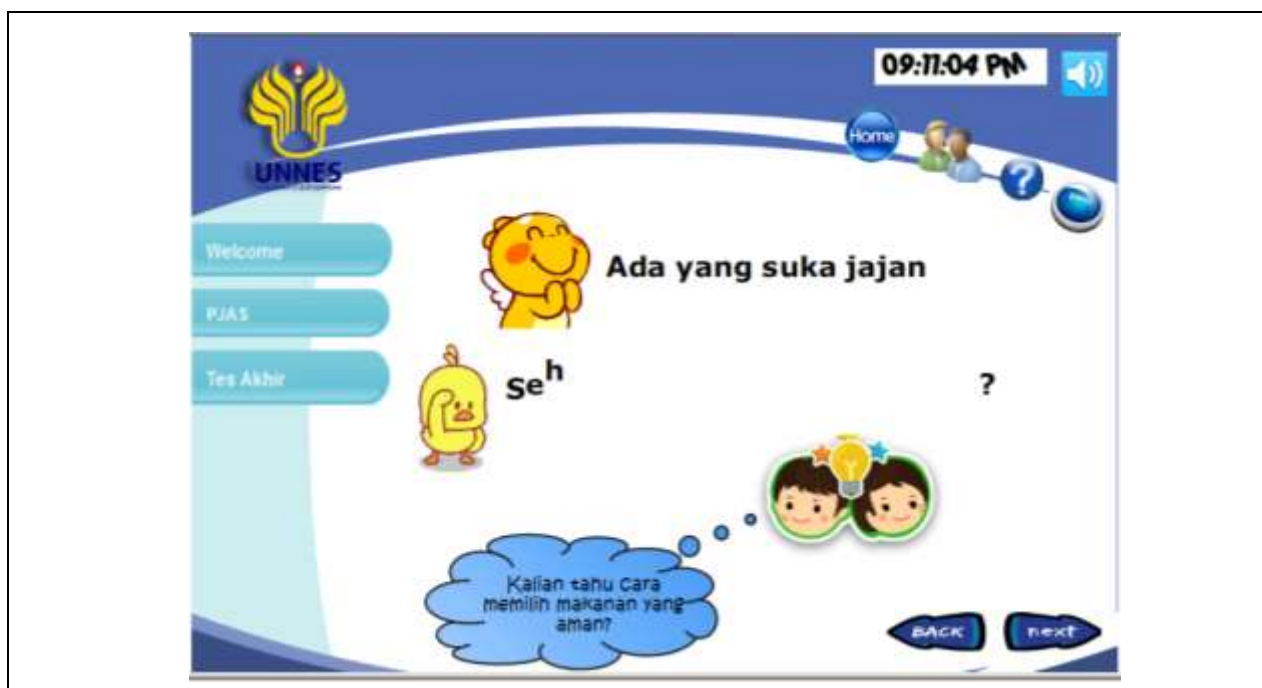 09:11:04 PM
Home
UNNES
?
Welcome
Ada yang suka jajan
PJAS
Tes Akhir
Seh
?
Kalian tahu cara
memilih makanan yang
aman?
BACK
next